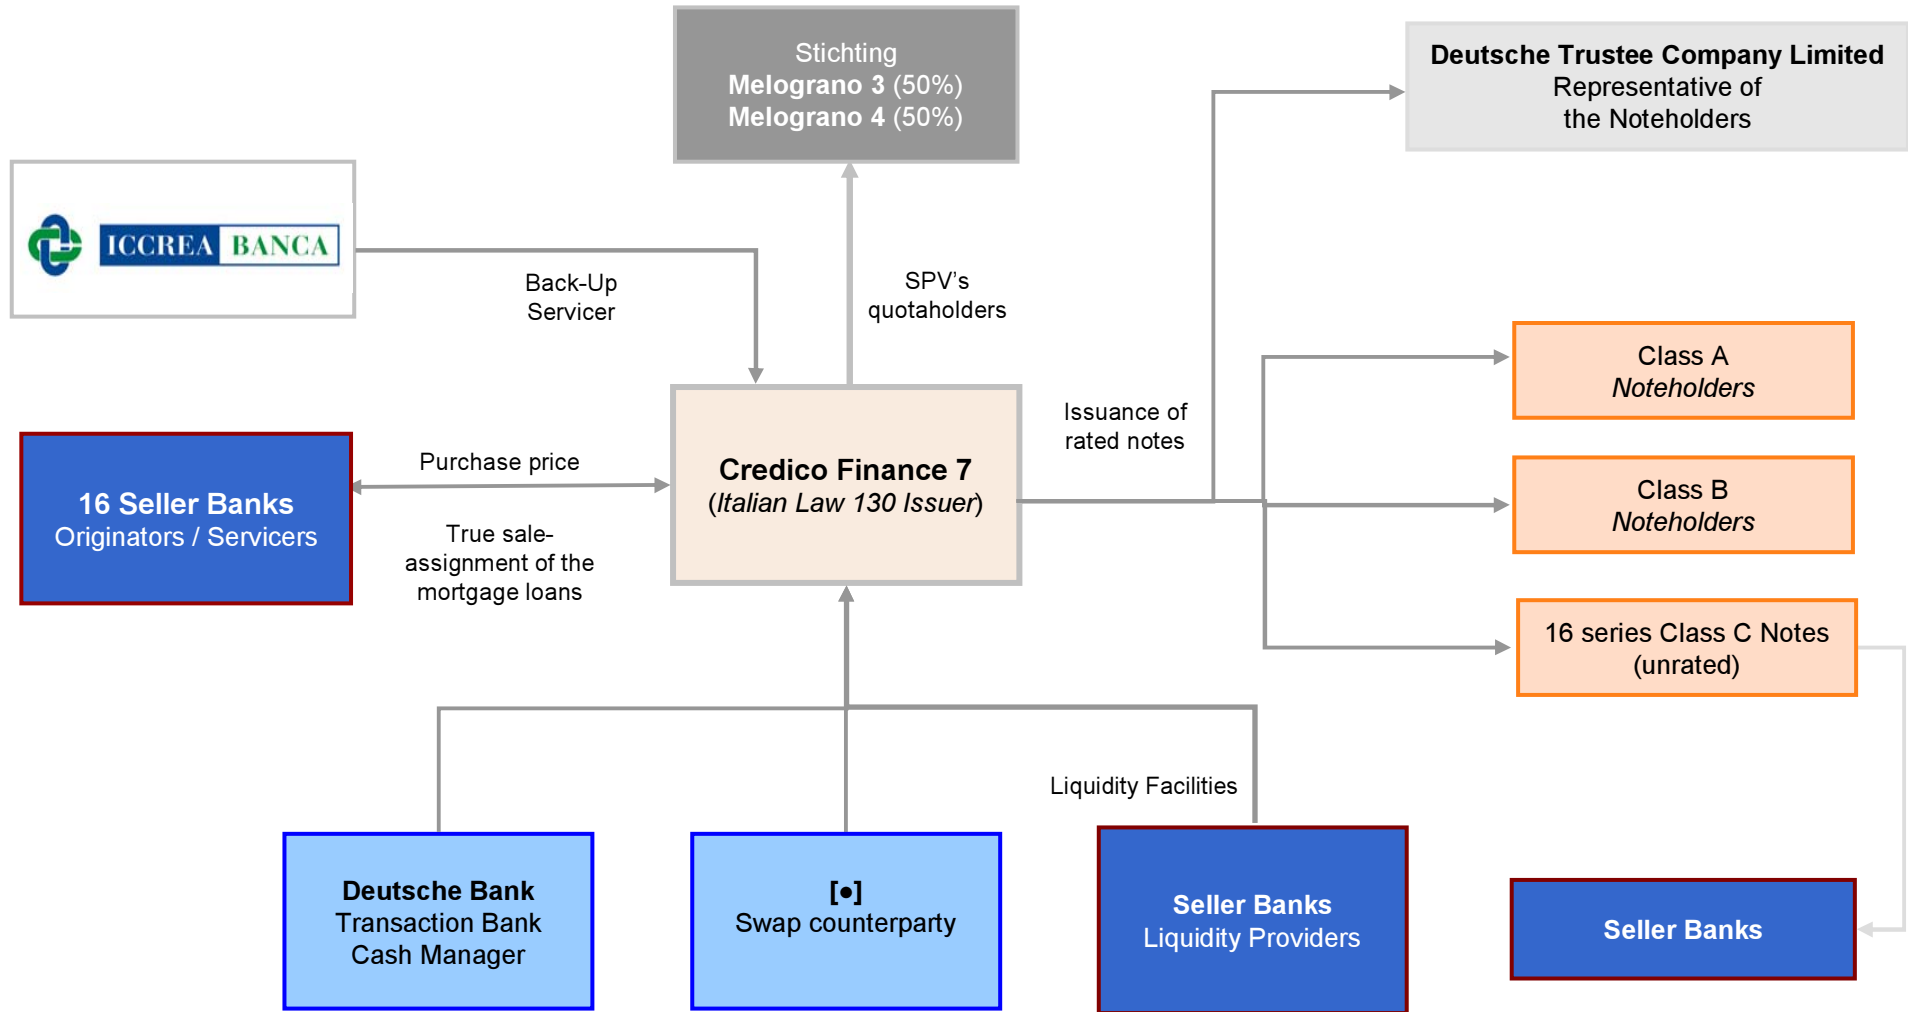 Stichting
Melograno 3 (50%)
Melograno 4 (50%)
Deutsche Trustee Company Limited
Representative of
the Noteholders
ICCREA BANCA
Back-Up
Servicer
SPV's
quotaholders
Class A
Noteholders
Issuance of
rated notes
16 Seller Banks
Originators / Servicers
Purchase price
True sale-
assignment of the
mortgage loans
Credico Finance 7
(Italian Law 130 Issuer)
Class B
Noteholders
16 series Class C Notes
(unrated)
Liquidity Facilities
Deutsche Bank
Transaction Bank
Cash Manager
[●]
Swap counterparty
Seller Banks
Liquidity Providers
Seller Banks